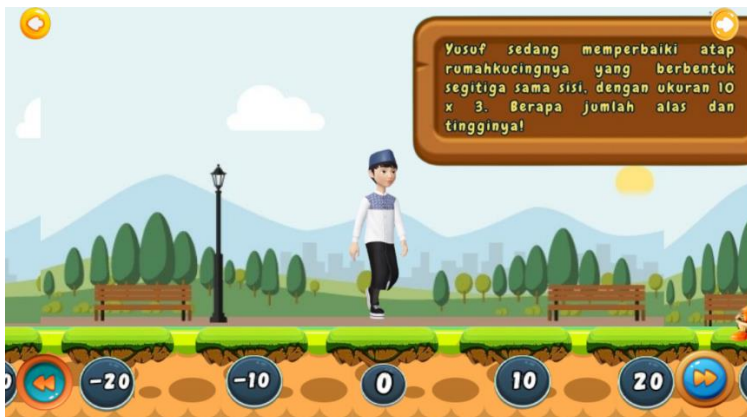 Yusuf sedang memperbaiki atap
rumahkucingnya yang berbentuk
segitiga sama sisi, dengan ukuran 10
x 3. Berapa jumlah alas dan
tingginya!
0 -20 -10 0 10 20